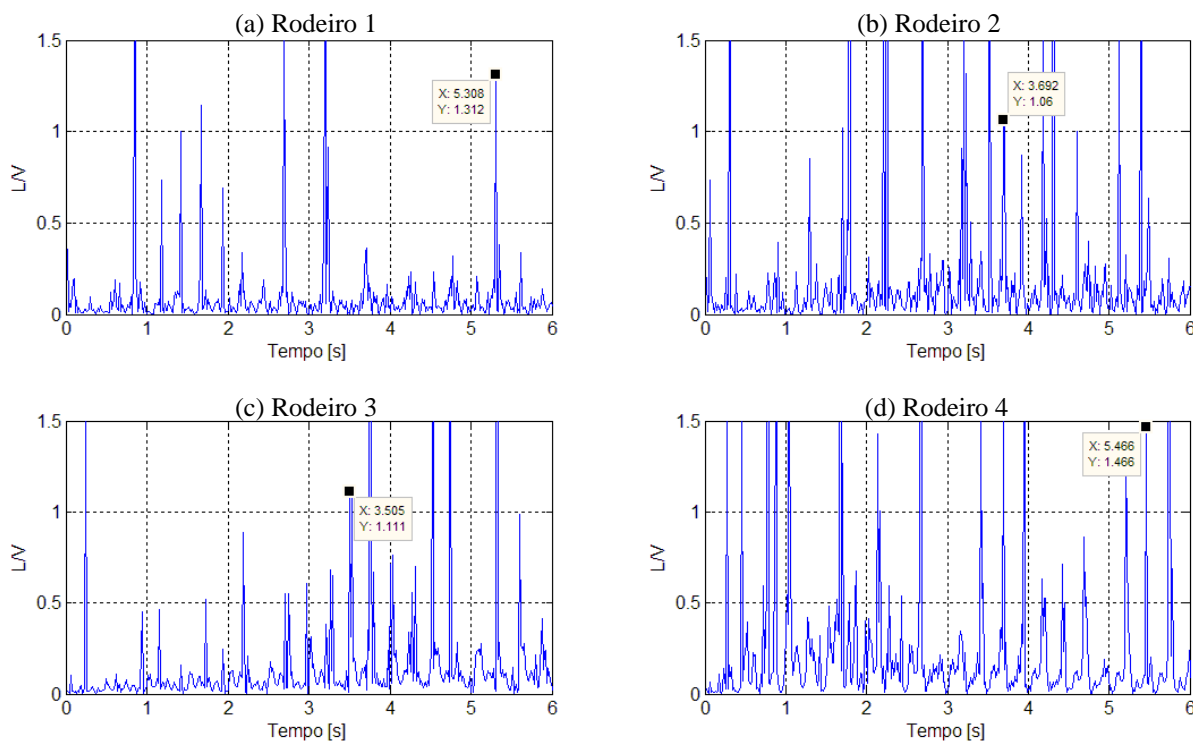 (a) Rodeiro 1
1.5
1
0.5
0
L/V
X: 5.308
Y: 1.312
0 1 2 3 4 5 6
Tempo [s]
(b) Rodeiro 2
1.5
1
0.5
0
L/V
X: 3.692
Y: 1.06
0 1 2 3 4 5 6
Tempo [s]
(c) Rodeiro 3
1.5
1
0.5
0
L/V
X: 3.505
Y: 1.111
0 1 2 3 4 5 6
Tempo [s]
(d) Rodeiro 4
1.5
1
0.5
0
L/V
X: 5.466
Y: 1.466
0 1 2 3 4 5 6
Tempo [s]